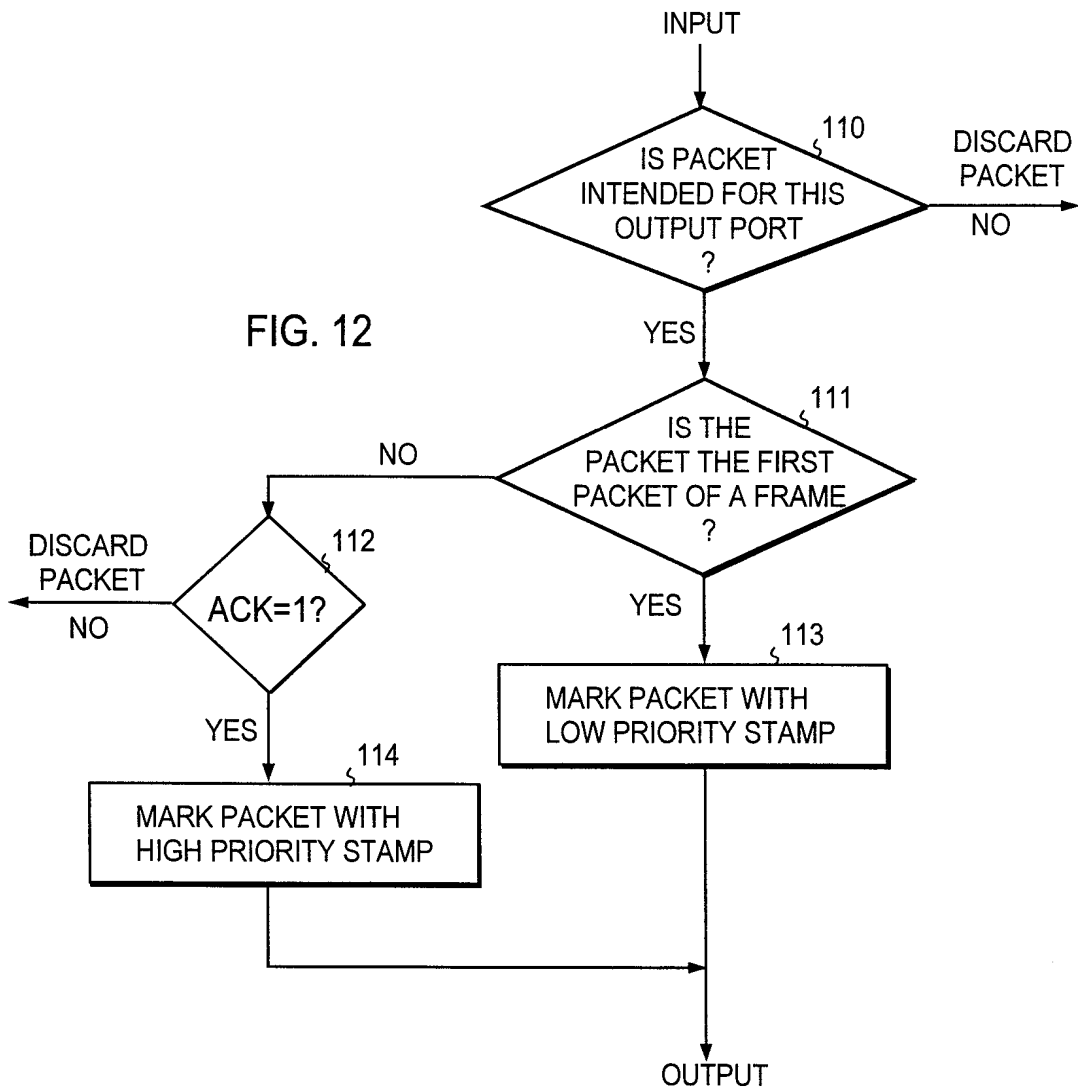 INPUT
110
IS PACKET
INTENDED FOR THIS
OUTPUT PORT
?
DISCARD
PACKET
NO
YES
FIG. 12
111
IS THE
PACKET THE FIRST
PACKET OF A FRAME
?
NO
112
ACK=1?
DISCARD
PACKET
NO
YES
113
MARK PACKET WITH
LOW PRIORITY STAMP
YES
114
MARK PACKET WITH
HIGH PRIORITY STAMP
OUTPUT